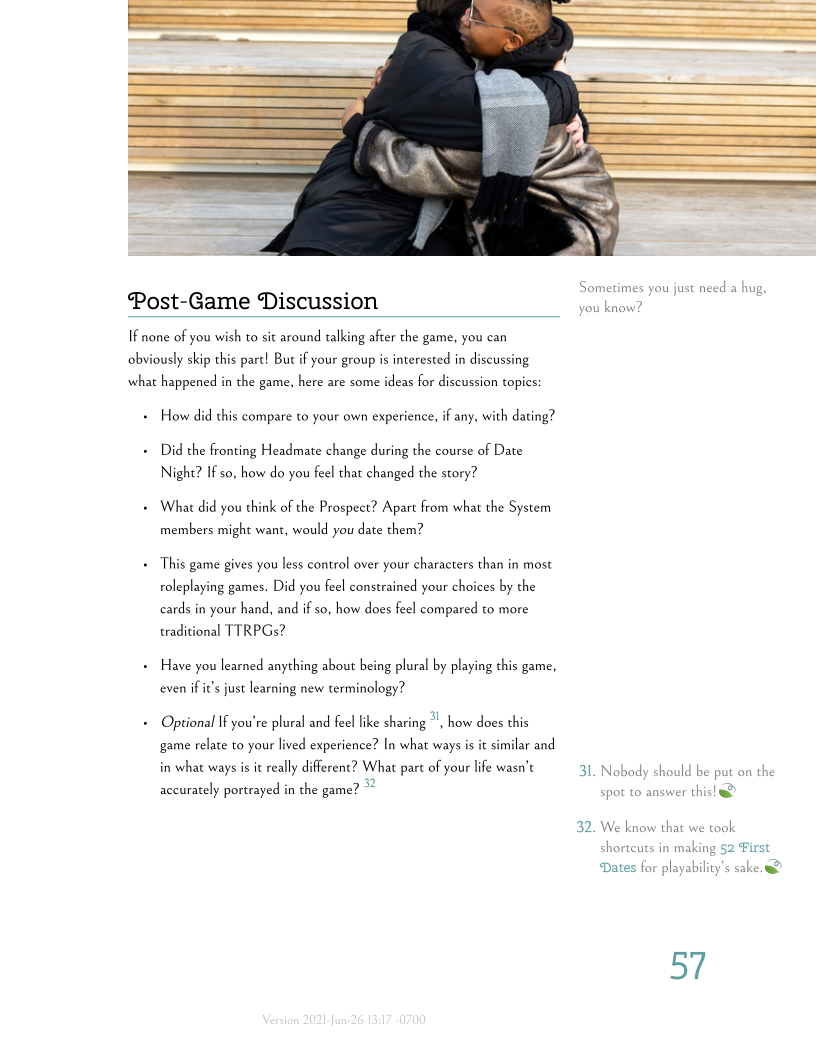 Sometimes you just need a hug,
you know?
Post-Game Discussion
If none of you wish to sit around talking after the game, you can
obviously skip this part! But if your group is interested in discussing
what happened in the game, here are some ideas for discussion topics:
• How did this compare to your own experience, if any, with dating?
• Did the fronting Headmate change during the course of Date
Night? If so, how do you feel that changed the story?
• What did you think of the Prospect? Apart from what the System
members might want, would you date them?
• This game gives you less control over your characters than in most
roleplaying games. Did you feel constrained your choices by the
cards in your hand, and if so, how does feel compared to more
traditional TTRPGs?
• Have you learned anything about being plural by playing this game,
even if it's just learning new terminology?
• Optional If you're plural and feel like sharing 31, how does this
game relate to your lived experience? In what ways is it similar and
in what ways is it really different? What part of your life wasn't
accurately portrayed in the game? 32
31. Nobody should be put on the
spot to answer this!
32. We know that we took
shortcuts in making 52 First
Dates for playability's sake.
57
Version 2021-Jun-26 13:17 -0700